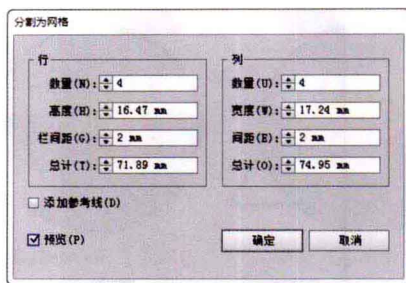 分割为网格
行
数量(N): 4
高度(H): 16.47 mm
栏间距(G): 2 mm
总计(T): 71.89 mm
列
数量(U): 4
宽度(W): 17.24 mm
间距(E): 2 mm
总计(O): 74.95 mm
添加参考线(D)
预览(P)
确定
取消